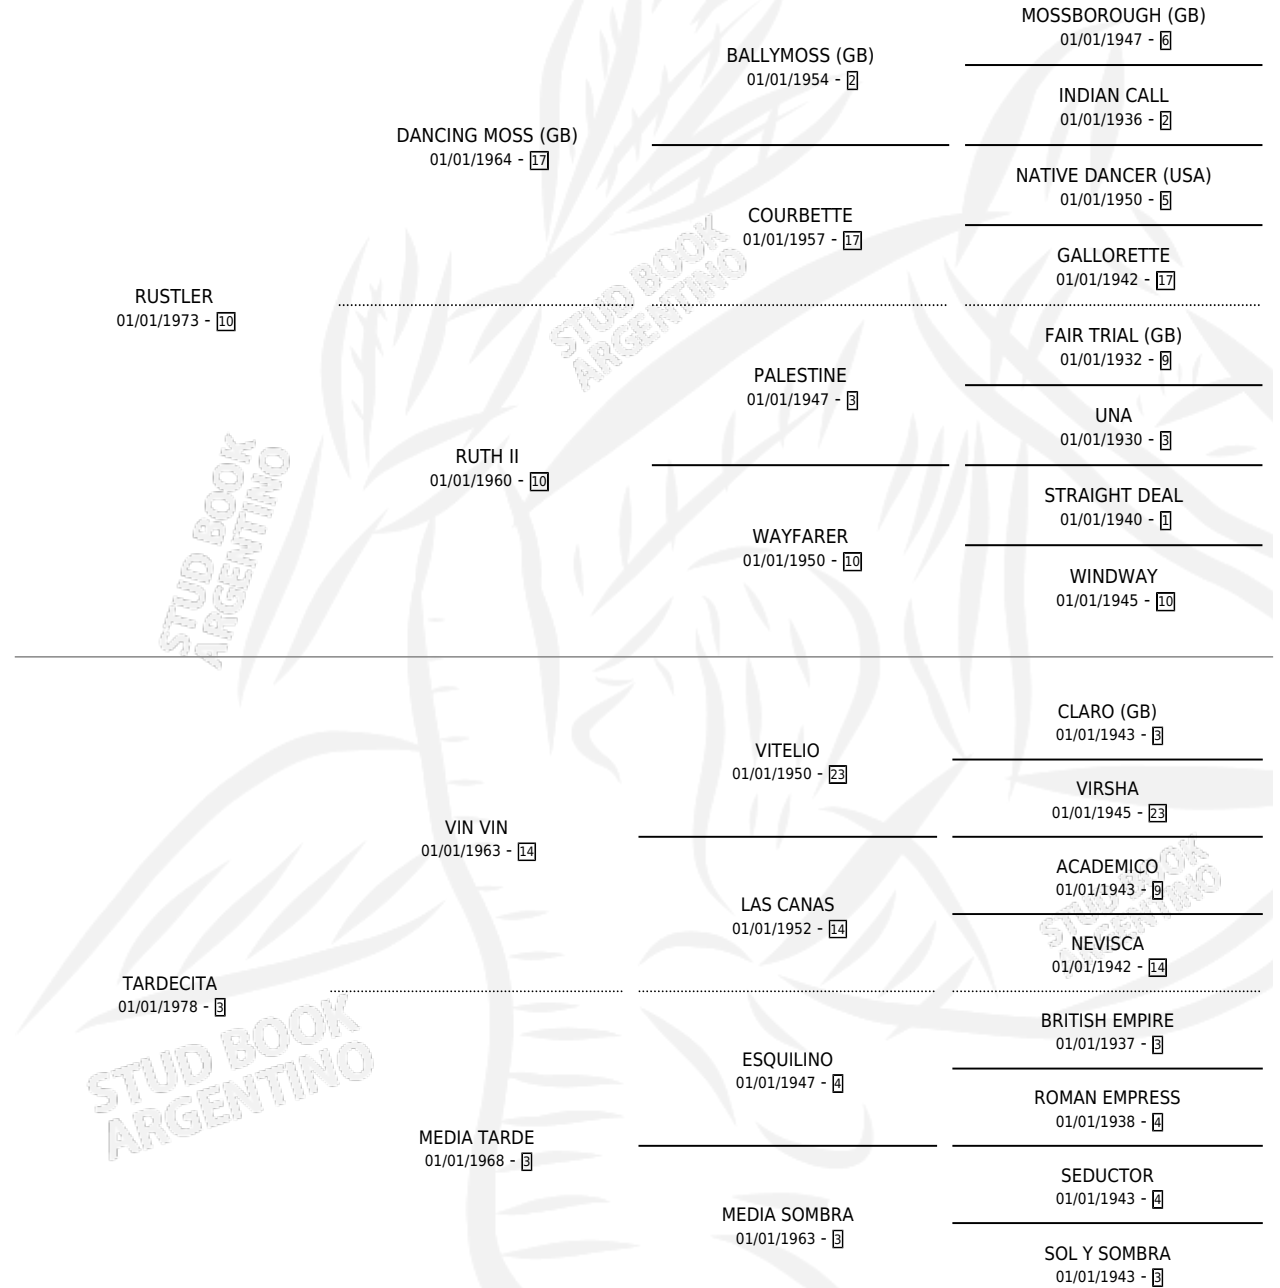 MOSSBOROUGH (GB)
01/01/1947 - 6
BALLYMOSS (GB)
01/01/1954 - 2
INDIAN CALL
01/01/1936 - 2
DANCING MOSS (GB)
01/01/1964 - 17
NATIVE DANCER (USA)
01/01/1950 - 5
COURBETTE
01/01/1957 - 17
GALLORETTE
01/01/1942 - 17
RUSTLER
01/01/1973 - 10
FAIR TRIAL (GB)
01/01/1932 - 9
PALESTINE
01/01/1947 - 3
UNA
01/01/1930 - 3
RUTH II
01/01/1960 - 10
STRAIGHT DEAL
01/01/1940 - 1
WAYFARER
01/01/1950 - 10
WINDWAY
01/01/1945 - 10
STUD BOOK
ARGENTINO
STUD BOOK
ARGENTINO
CLARO (GB)
01/01/1943 - 3
VITELIO
01/01/1950 - 23
VIRSHA
01/01/1945 - 23
VIN VIN
01/01/1963 - 14
ACADEMICO
01/01/1943 - 9
LAS CANAS
01/01/1952 - 14
NEVISCA
01/01/1942 - 14
TARDECITA
01/01/1978 - 3
BRITISH EMPIRE
01/01/1937 - 3
ESQUILINO
01/01/1947 - 4
ROMAN EMPRESS
01/01/1938 - 4
MEDIA TARDE
01/01/1968 - 3
SEDUCTOR
01/01/1943 - 4
MEDIA SOMBRA
01/01/1963 - 3
SOL Y SOMBRA
01/01/1943 - 3
STUD BOOK
ARGENTINO
STUD BOOK
ARGENTINO